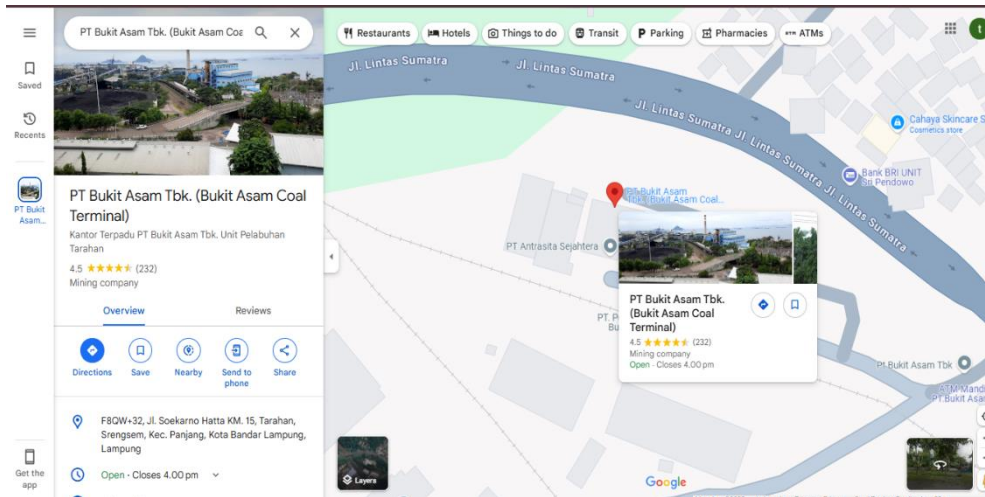 PT Bukit Asam Tbk. (Bukit Asam Coa
Saved
Recents
PT Bukit
Asam...
Get the
app
PT Bukit Asam Tbk. (Bukit Asam Coal
Terminal)
Kantor Terpadu PT Bukit Asam Tbk. Unit Pelabuhan
Tarahan
4.5 (232)
Mining company
Overview
Reviews
Directions
Save
Nearby
Send to
phone
Share
F8QW+32, Jl. Soekarno Hatta KM. 15, Tarahan,
Srengsem, Kec. Panjang, Kota Bandar Lampung,
Lampung
Open · Closes 4.00 pm
Restaurants
Hotels
Things to do
Transit
P Parking
Pharmacies
ATM ATMs
t
Jl. Lintas Sumatra
Jl. Lintas Sumatra
Jl. Lintas Sumatra
Jl. Lintas Sumatra
Jl. Lintas Sumatra
Cahaya Skincare S
Cosmetics store
Bank BRI UNIT
Sri Pendowo
PT Bukit Asam
Tbk. (Bukit Asam Coal...
PT Antrasita Sejahtera
PT Bukit Asam Tbk.
(Bukit Asam Coal
Terminal)
4.5 (232)
Mining company
Open · Closes 4.00 pm
PT Bukit Asam Tbk
ATM Mandi
PT.Bukit Asa
Layers
Google